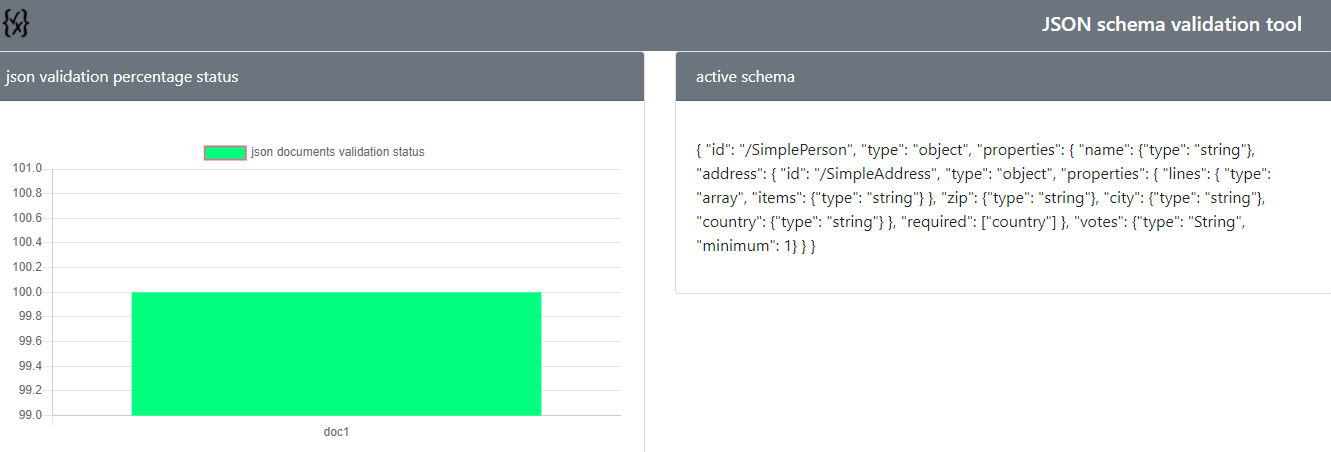 {✓
x}
JSON schema validation tool
json validation percentage status
json documents validation status
101.0
100.8
100.6
100.4
100.2
100.0
99.8
99.6
99.4
99.2
99.0
doc1
active schema
{ "id": "/SimplePerson", "type": "object", "properties": { "name": {"type": "string"},
"address": { "id": "/SimpleAddress", "type": "object", "properties": { "lines": { "type":
"array", "items": {"type": "string"} }, "zip": {"type": "string"}, "city": {"type": "string"},
"country": {"type": "string"} }, "required": ["country"] }, "votes": {"type": "String",
"minimum": 1} } }